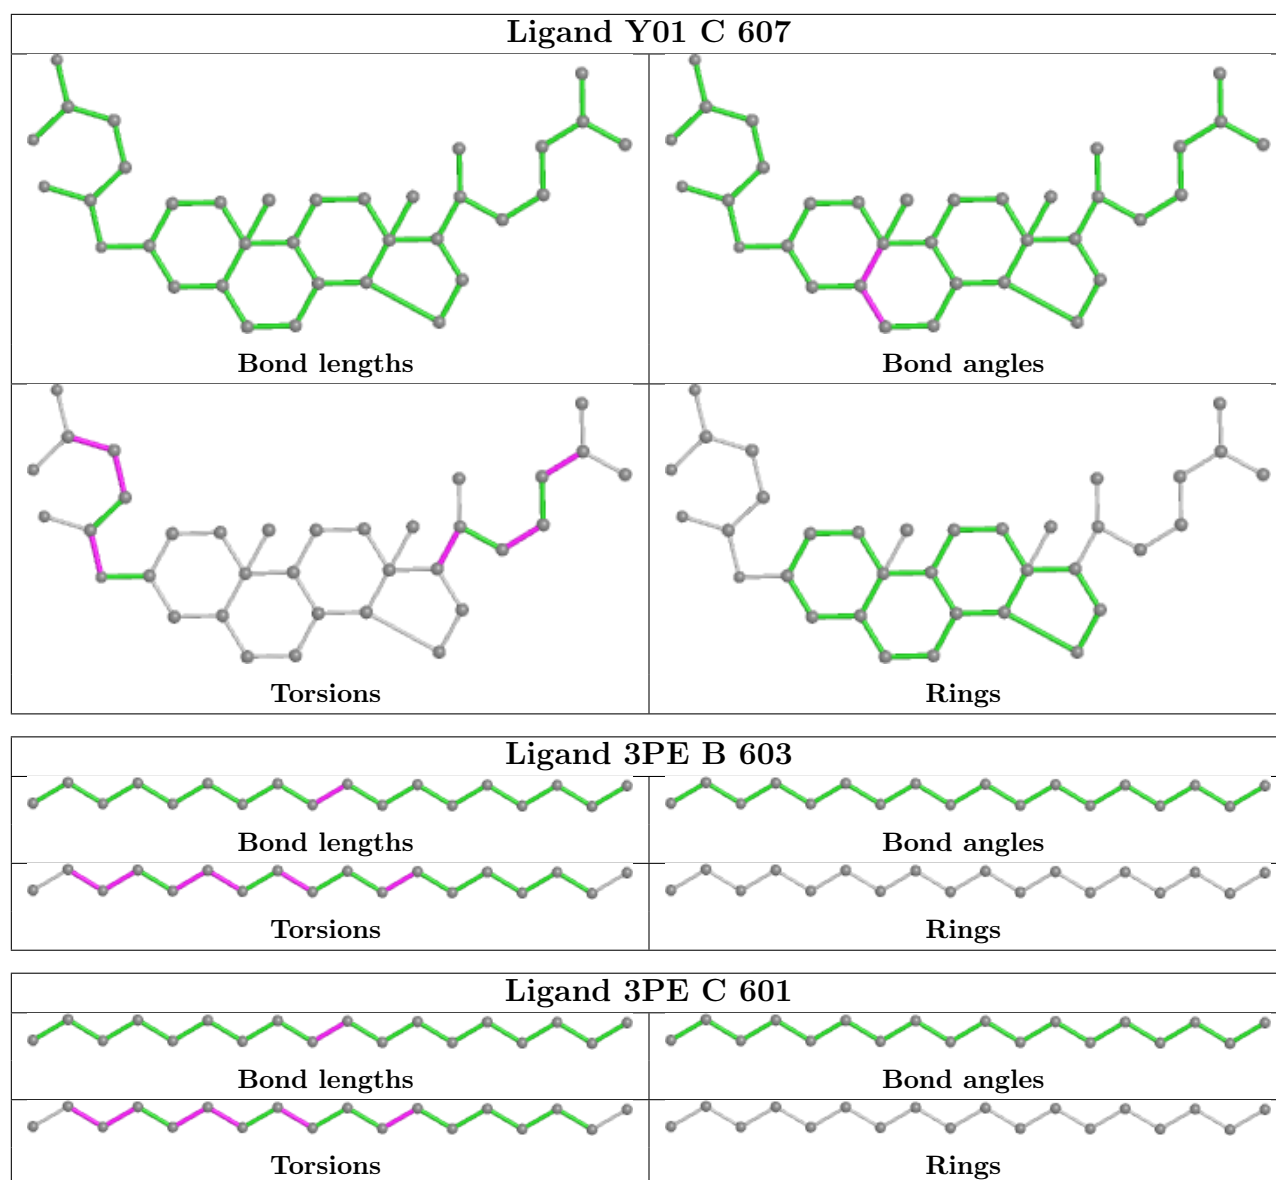 Ligand Y01 C 607
Bond lengths
Bond angles
Torsions
Rings
Ligand 3PE B 603
Bond lengths
Bond angles
Torsions
Rings
Ligand 3PE C 601
Bond lengths
Bond angles
Torsions
Rings